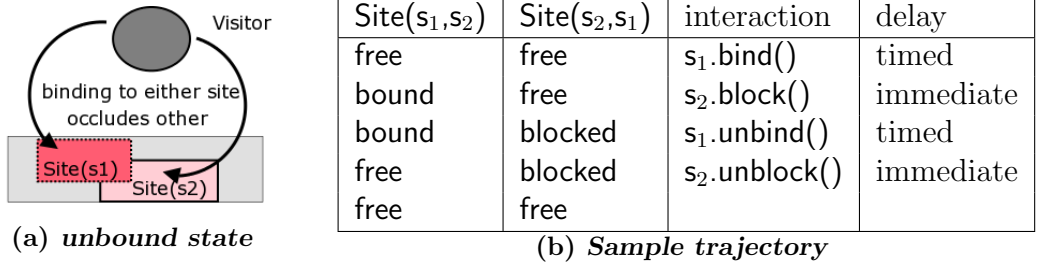 Visitor
binding to either site
occludes other
Site(s1)
Site(s2)
(a) unbound state
Site(s₁,s₂) Site(s₂,s₁) interaction delay
free free s₁.bind() timed
bound free s₂.block() immediate
bound blocked s₁.unbind() timed
free blocked s₂.unblock() immediate
free free
(b) Sample trajectory